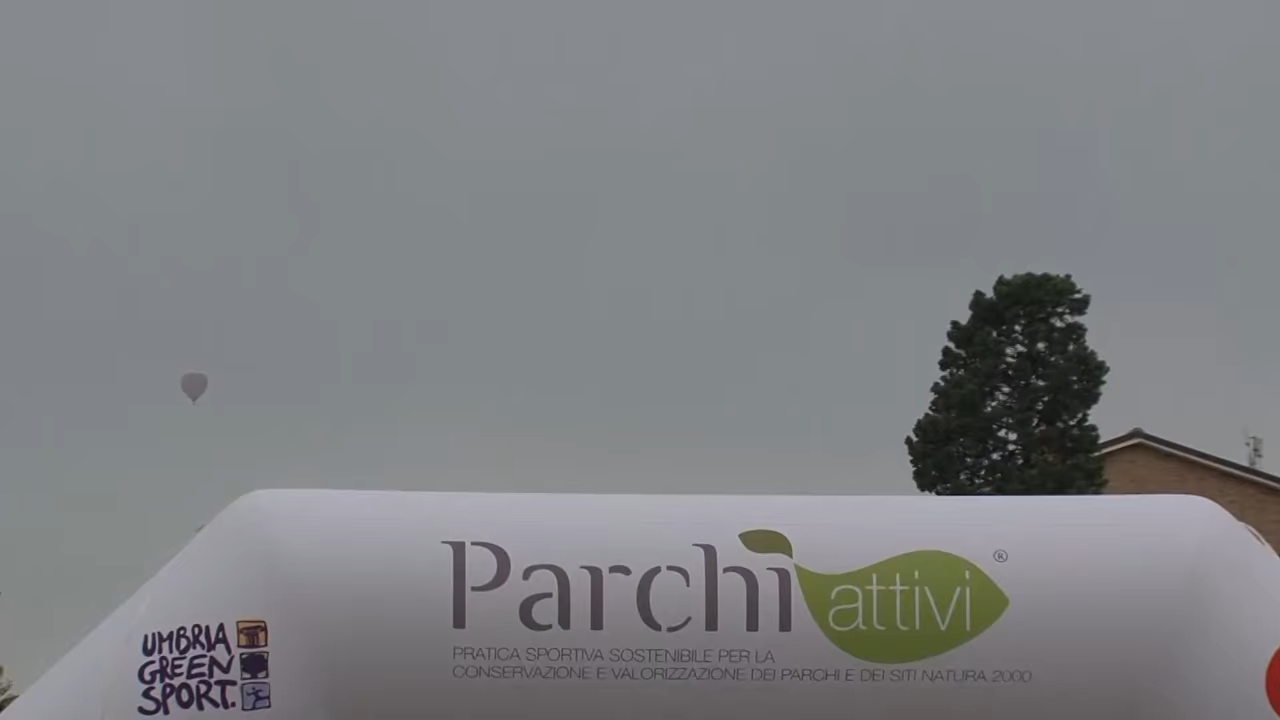 Parchi attivi ®
PRATICA SPORTIVA SOSTENIBILE PER LA
CONSERVAZIONE E VALORIZZAZIONE DEI PARCHI E DEI SITI NATURA 2000
UMBRIA
GREEN
SPORT.